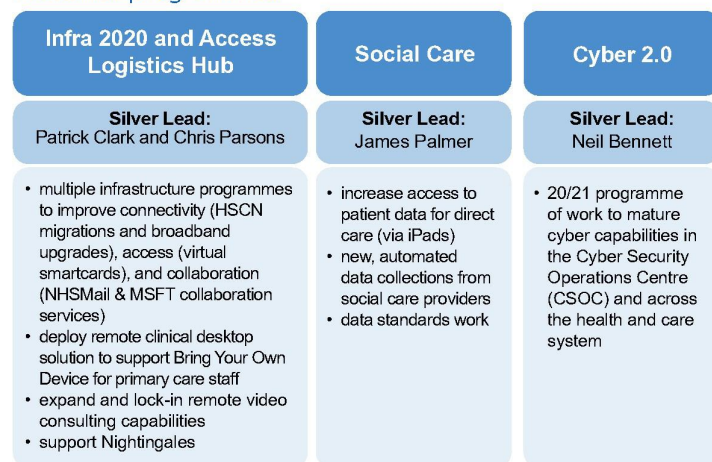 Infra 2020 and Access
Logistics Hub
Silver Lead:
Patrick Clark and Chris Parsons
• multiple infrastructure programmes
to improve connectivity (HSCN
migrations and broadband
upgrades), access (virtual
smartcards), and collaboration
(NHSMail & MSFT collaboration
services)
• deploy remote clinical desktop
solution to support Bring Your Own
Device for primary care staff
• expand and lock-in remote video
consulting capabilities
• support Nightingales
Social Care
Silver Lead:
James Palmer
• increase access to
patient data for direct
care (via iPads)
• new, automated
data collections from
social care providers
• data standards work
Cyber 2.0
Silver Lead:
Neil Bennett
• 20/21 programme
of work to mature
cyber capabilities in
the Cyber Security
Operations Centre
(CSOC) and across
the health and care
system